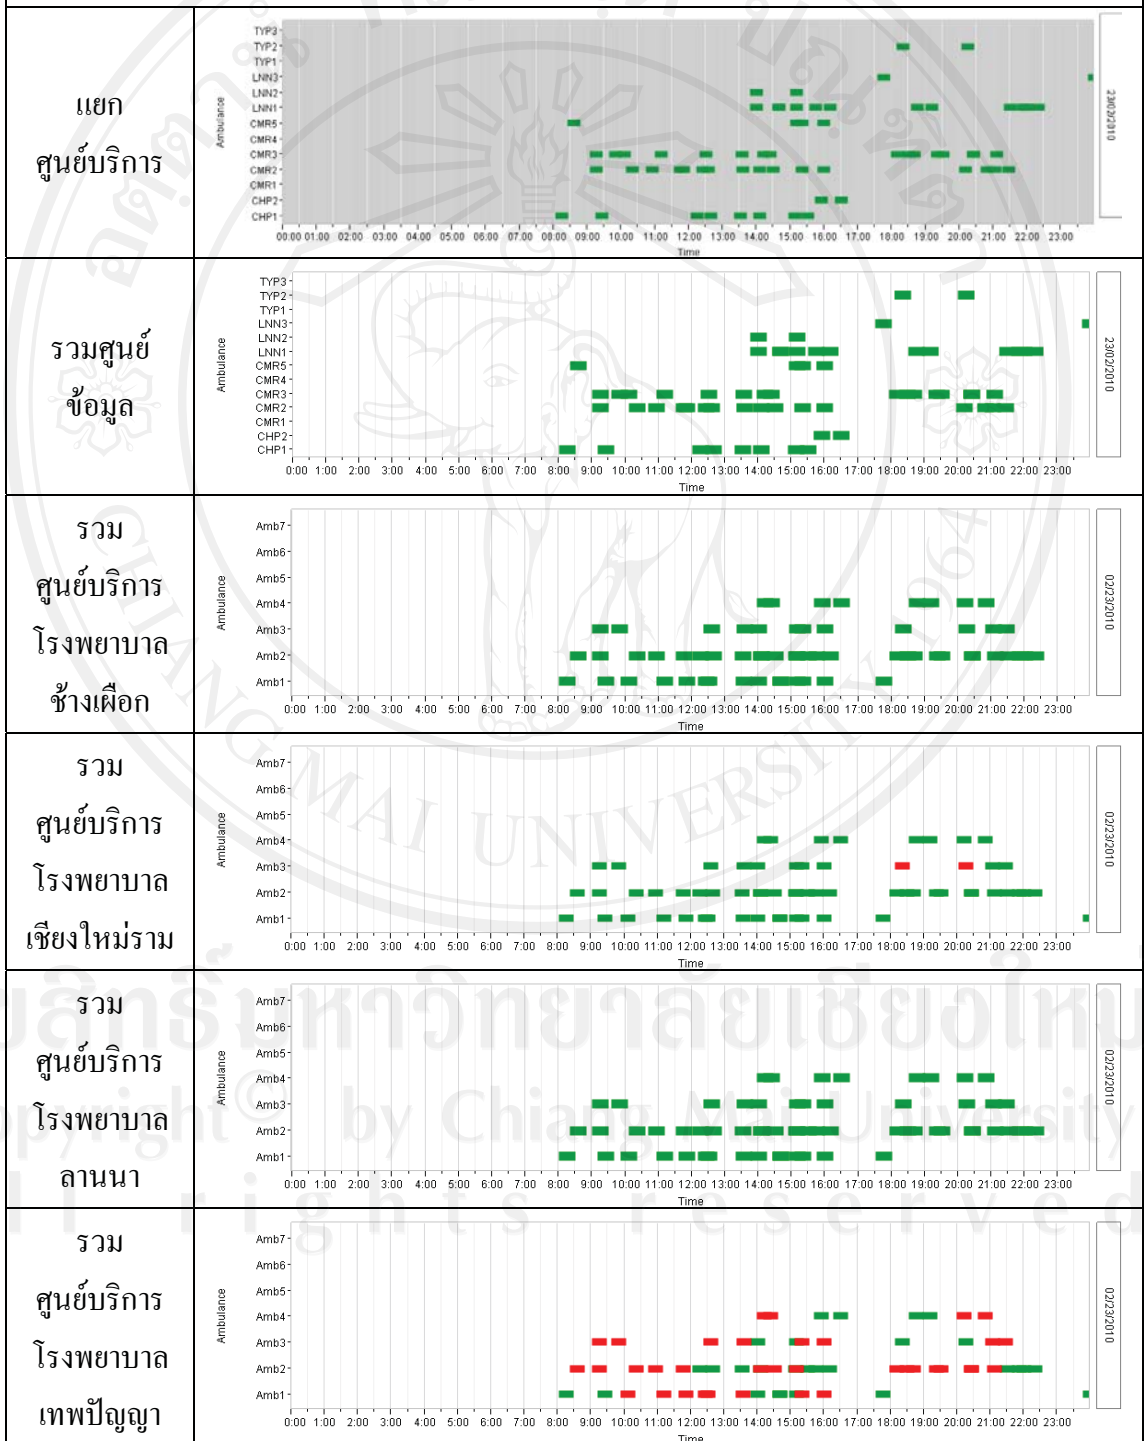 แยก
ศูนย์บริการ
Ambulance
TYP3
TYP2
TYP1
LNN3
LNN2
LNN1
CMR5
CMR4
CMR3
CMR2
CMR1
CHP2
CHP1
00:00 01:00 02:00 03:00 04:00 05:00 06:00 07:00 08:00 09:00 10:00 11:00 12:00 13:00 14:00 15:00 16:00 17:00 18:00 19:00 20:00 21:00 22:00 23:00
Time
23/02/2010
รวมศูนย์
ข้อมูล
Ambulance
TYP3
TYP2
TYP1
LNN3
LNN2
LNN1
CMR5
CMR4
CMR3
CMR2
CMR1
CHP2
CHP1
0:00 1:00 2:00 3:00 4:00 5:00 6:00 7:00 8:00 9:00 10:00 11:00 12:00 13:00 14:00 15:00 16:00 17:00 18:00 19:00 20:00 21:00 22:00 23:00
Time
23/02/2010
รวม
ศูนย์บริการ
โรงพยาบาล
ช้างเผือก
Ambulance
Amb7
Amb6
Amb5
Amb4
Amb3
Amb2
Amb1
0:00 1:00 2:00 3:00 4:00 5:00 6:00 7:00 8:00 9:00 10:00 11:00 12:00 13:00 14:00 15:00 16:00 17:00 18:00 19:00 20:00 21:00 22:00 23:00
Time
02/23/2010
รวม
ศูนย์บริการ
โรงพยาบาล
เชียงใหม่ราม
Ambulance
Amb7
Amb6
Amb5
Amb4
Amb3
Amb2
Amb1
0:00 1:00 2:00 3:00 4:00 5:00 6:00 7:00 8:00 9:00 10:00 11:00 12:00 13:00 14:00 15:00 16:00 17:00 18:00 19:00 20:00 21:00 22:00 23:00
Time
02/23/2010
รวม
ศูนย์บริการ
โรงพยาบาล
ลานนา
Ambulance
Amb7
Amb6
Amb5
Amb4
Amb3
Amb2
Amb1
0:00 1:00 2:00 3:00 4:00 5:00 6:00 7:00 8:00 9:00 10:00 11:00 12:00 13:00 14:00 15:00 16:00 17:00 18:00 19:00 20:00 21:00 22:00 23:00
Time
02/23/2010
รวม
ศูนย์บริการ
โรงพยาบาล
เทพปัญญา
Ambulance
Amb7
Amb6
Amb5
Amb4
Amb3
Amb2
Amb1
0:00 1:00 2:00 3:00 4:00 5:00 6:00 7:00 8:00 9:00 10:00 11:00 12:00 13:00 14:00 15:00 16:00 17:00 18:00 19:00 20:00 21:00 22:00 23:00
Time
02/23/2010
CHIANG MAI UNIVERSITY 1964
by Chiang Mai University
rights reserved